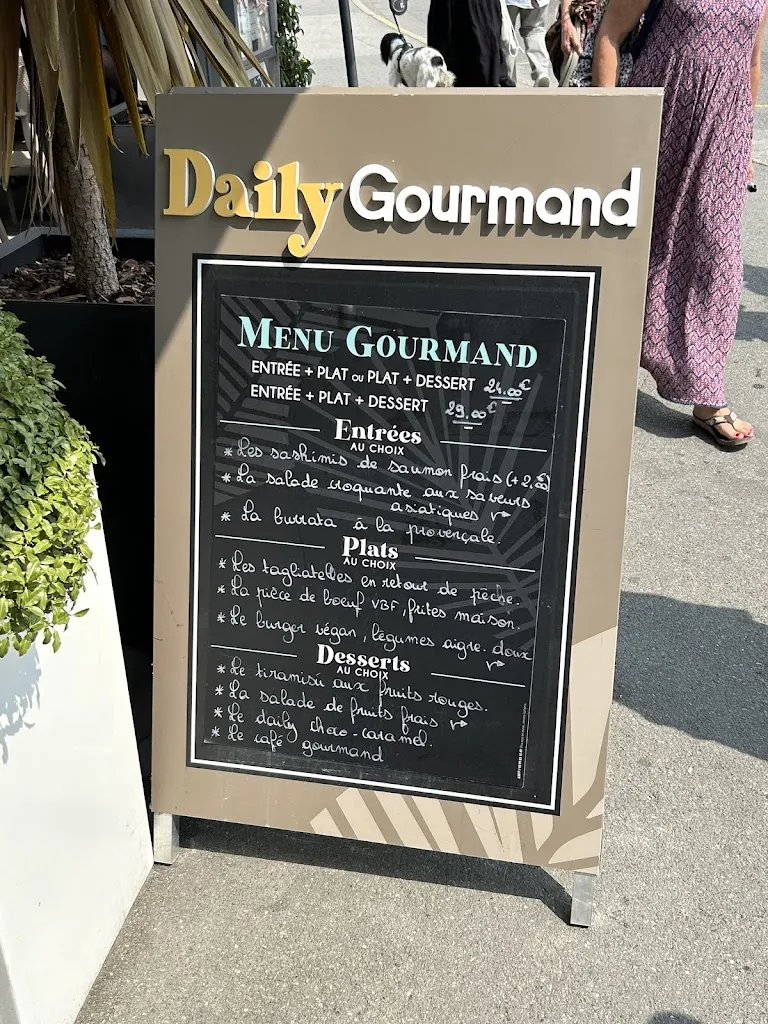 Daily Gourmand
MENU GOURMAND
ENTRÉE + PLAT OU PLAT + DESSERT 24,00€
ENTRÉE + PLAT + DESSERT 29,00€
Entrées
AU CHOIX
* Les sashimis de saumon frais (+2,00)
* La salade croquante aux saveurs
asiatiques
* La burrata à la provençale.
Plats
AU CHOIX
* Les tagliatelles en retour de pêche.
* La pièce de boeuf VBF, frites maison.
* Le burger végan, légumes aigre-doux
Desserts
AU CHOIX
* Le tiramisu aux fruits rouges.
* La salade de fruits frais
* Le daily choco-caramel.
* Le café gourmand